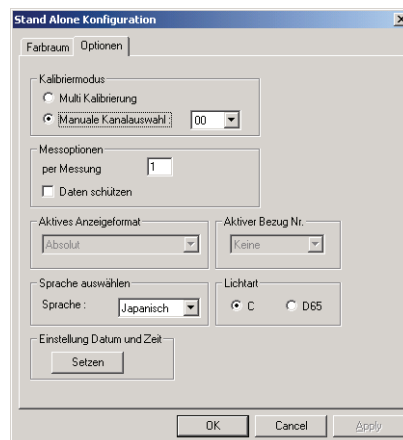 Stand Alone Konfiguration
Farbraum Optionen
Kalibriermodus
Multi Kalibrierung
Manuale Kanalauswahl : 00
Messoptionen
per Messung 1
Daten schützen
Aktives Anzeigeformat
Absolut
Aktiver Bezug Nr.
Keine
Sprache auswählen
Sprache : Japanisch
Lichtart
C D65
Einstellung Datum und Zeit
Setzen
OK Cancel Apply